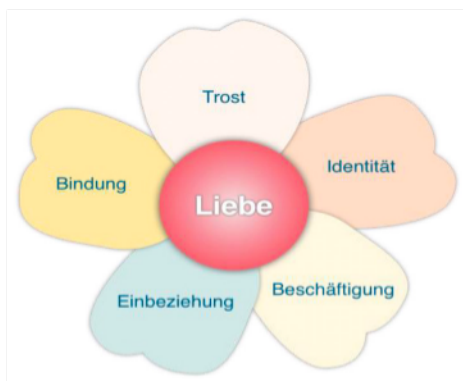 Trost
Identität
Bindung
Liebe
Beschäftigung
Einbeziehung